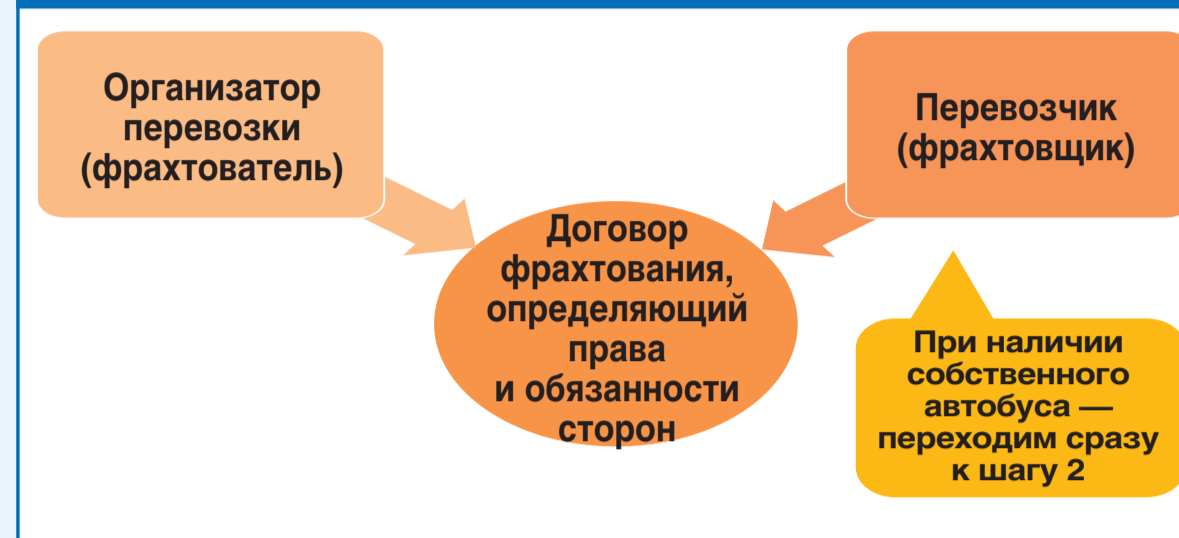 Организатор
перевозки
(фрахтователь)
Перевозчик
(фрахтовщик)
Договор
фрахтования,
определяющий
права
и обязанности
сторон
При наличии
собственного
автобуса —
переходим сразу
к шагу 2